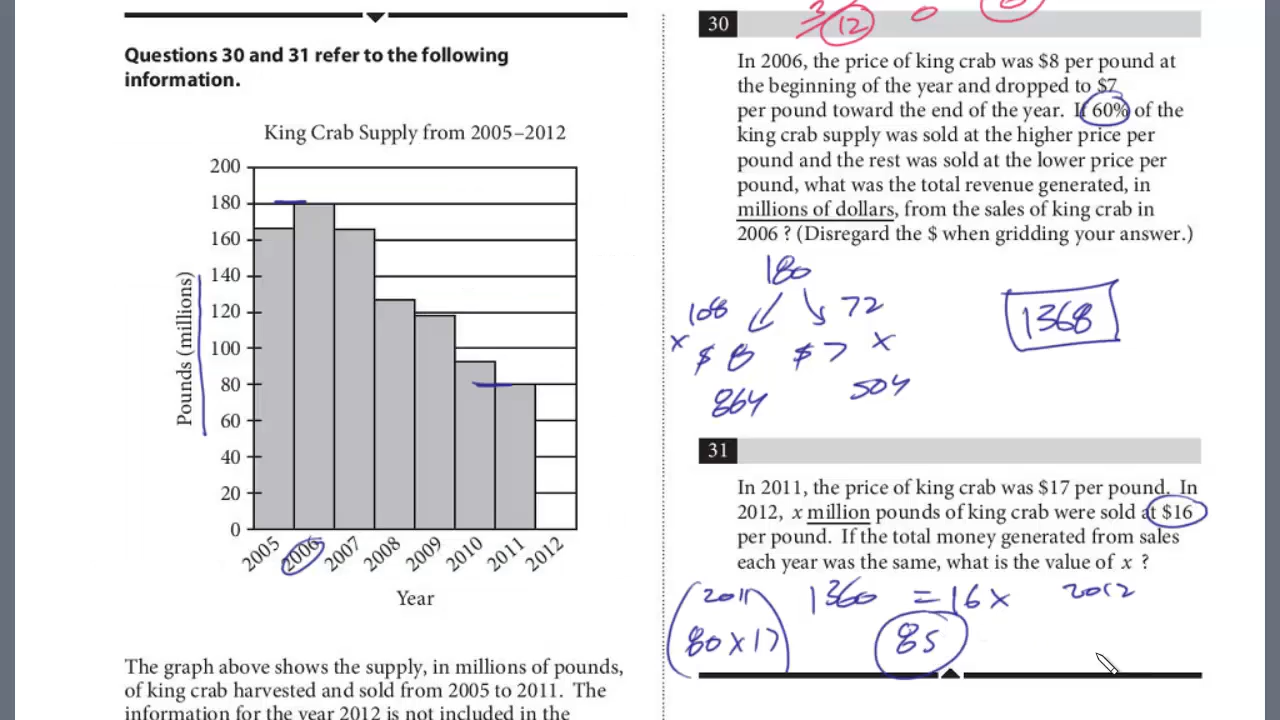 Questions 30 and 31 refer to the following
information.
King Crab Supply from 2005–2012
Pounds (millions)
200
180
160
140
120
100
80
60
40
20
0
2005 2006 2007 2008 2009 2010 2011 2012
Year
The graph above shows the supply, in millions of pounds,
of king crab harvested and sold from 2005 to 2011. The
information for the year 2012 is not included in the
3/12 0
30
In 2006, the price of king crab was $8 per pound at
the beginning of the year and dropped to $7
per pound toward the end of the year. If 60% of the
king crab supply was sold at the higher price per
pound and the rest was sold at the lower price per
pound, what was the total revenue generated, in
millions of dollars, from the sales of king crab in
2006 ? (Disregard the $ when gridding your answer.)
180
108 72
x $ 8 $ 7 x
864 504
1368
31
In 2011, the price of king crab was $17 per pound. In
2012, x million pounds of king crab were sold at $16
per pound. If the total money generated from sales
each year was the same, what is the value of x ?
2011 1360 = 16x 2012
80 x 17 85